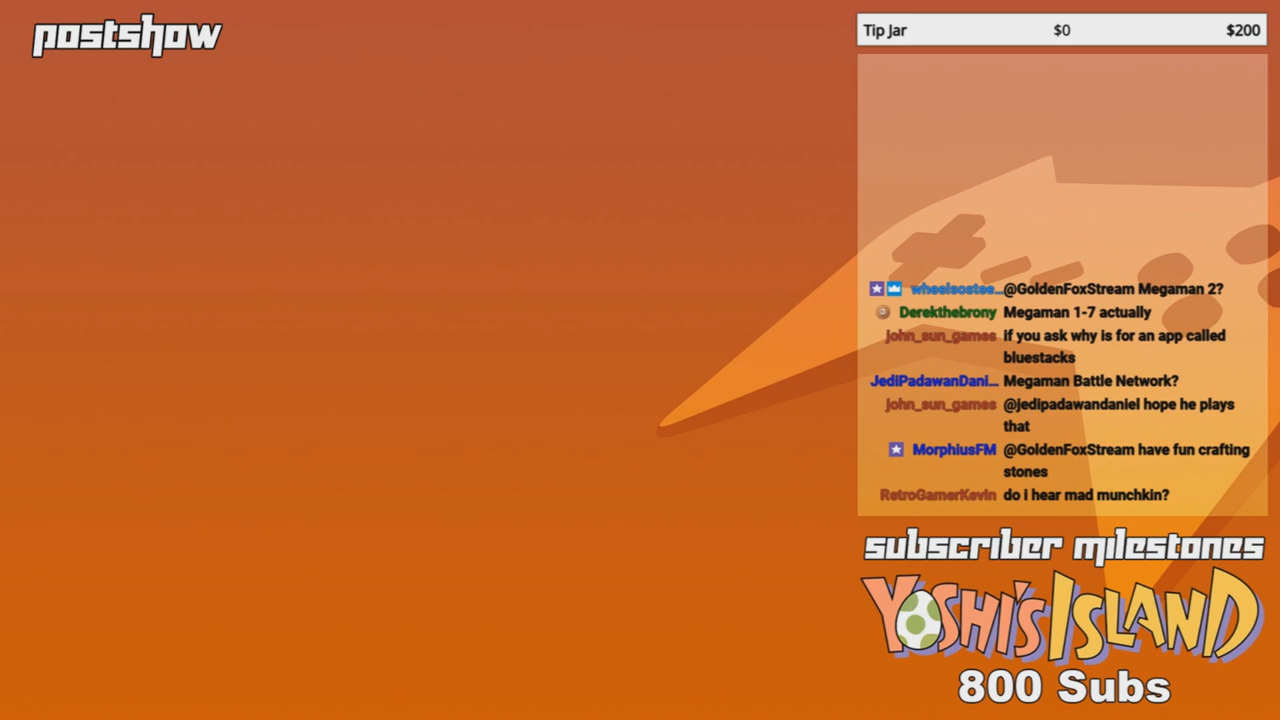 postshow
Tip Jar $0 $200
wheelsostee... @GoldenFoxStream Megaman 2?
Derekthebrony Megaman 1-7 actually
john_sun_games if you ask why is for an app called
bluestacks
JediPadawanDani... Megaman Battle Network?
john_sun_games @jedipadawandaniel hope he plays
that
MorphiusFM @GoldenFoxStream have fun crafting
stones
RetroGamerKevin do i hear mad munchkin?
subscriber milestones
YOSHI'S ISLAND
800 Subs